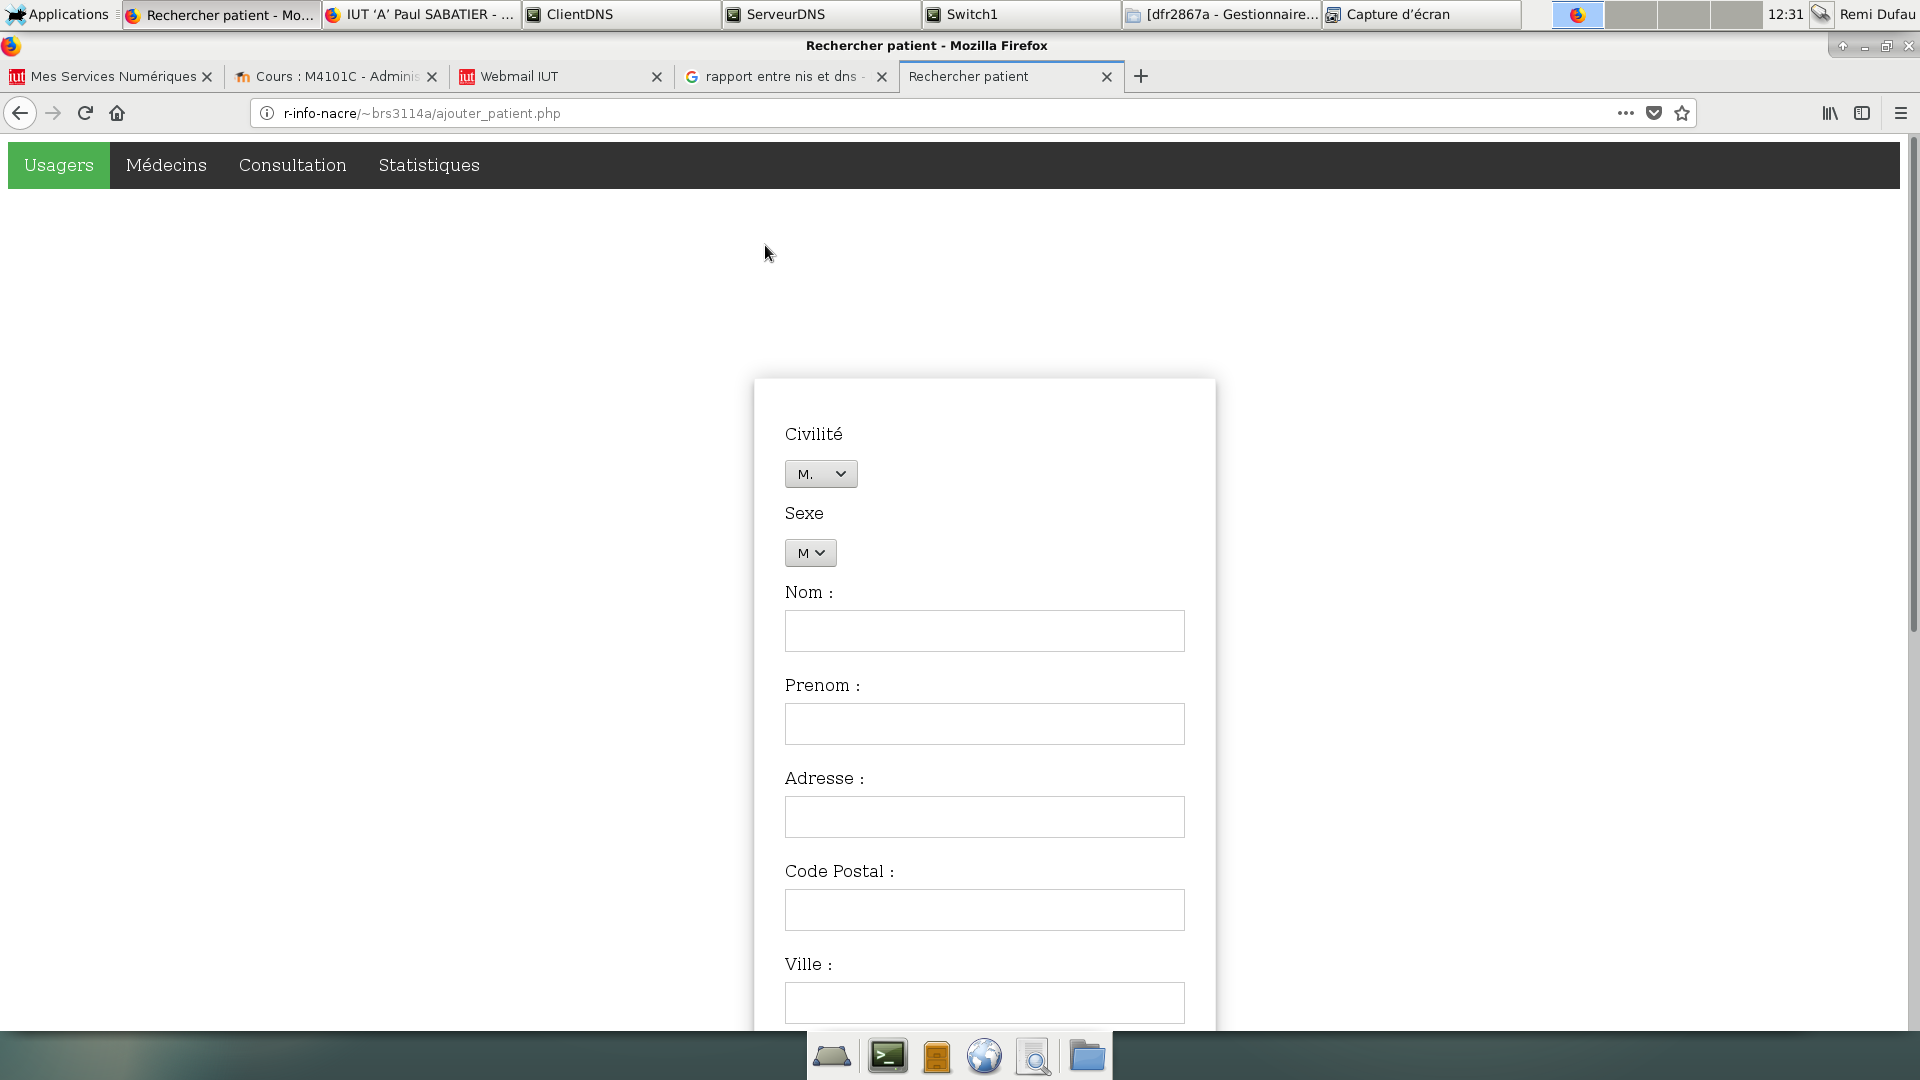 Applications
Rechercher patient - Mo...
IUT ‘A’ Paul SABATIER - ...
ClientDNS
ServeurDNS
Switch1
[dfr2867a - Gestionnaire...
Capture d’écran
12:31
Remi Dufau
Rechercher patient - Mozilla Firefox
iut Mes Services Numériques
Cours : M4101C - Adminis
iut Webmail IUT
rapport entre nis et dns -
Rechercher patient
r-info-nacre/~brs3114a/ajouter_patient.php
Usagers
Médecins
Consultation
Statistiques
Civilité
M.
Sexe
M
Nom :
Prenom :
Adresse :
Code Postal :
Ville :